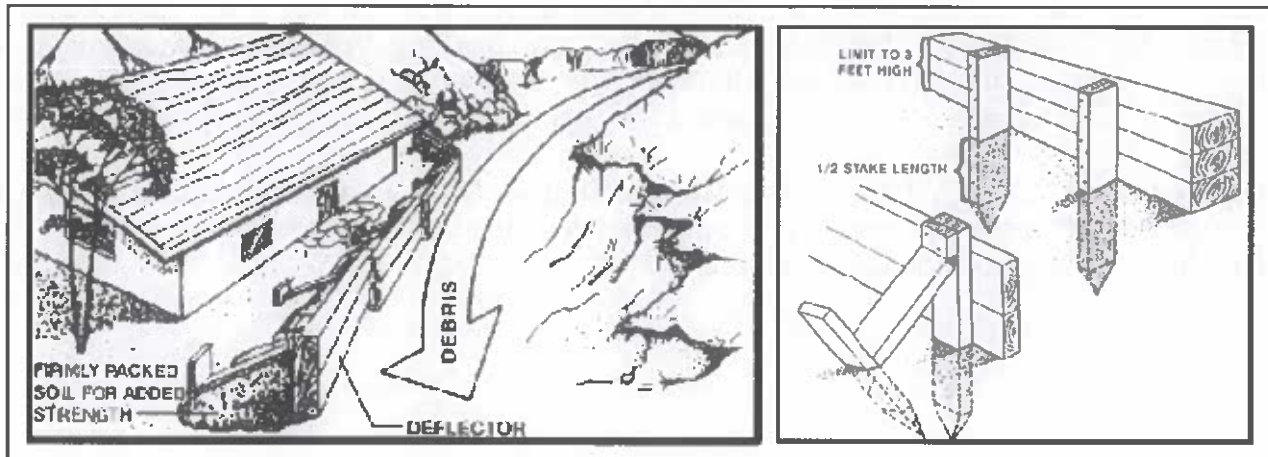 FIRMLY PACKED
SOIL FOR ADDED
STRENGTH
DEFLECTOR
DEBRIS
LIMIT TO 3
FEET HIGH
1/2 STAKE LENGTH